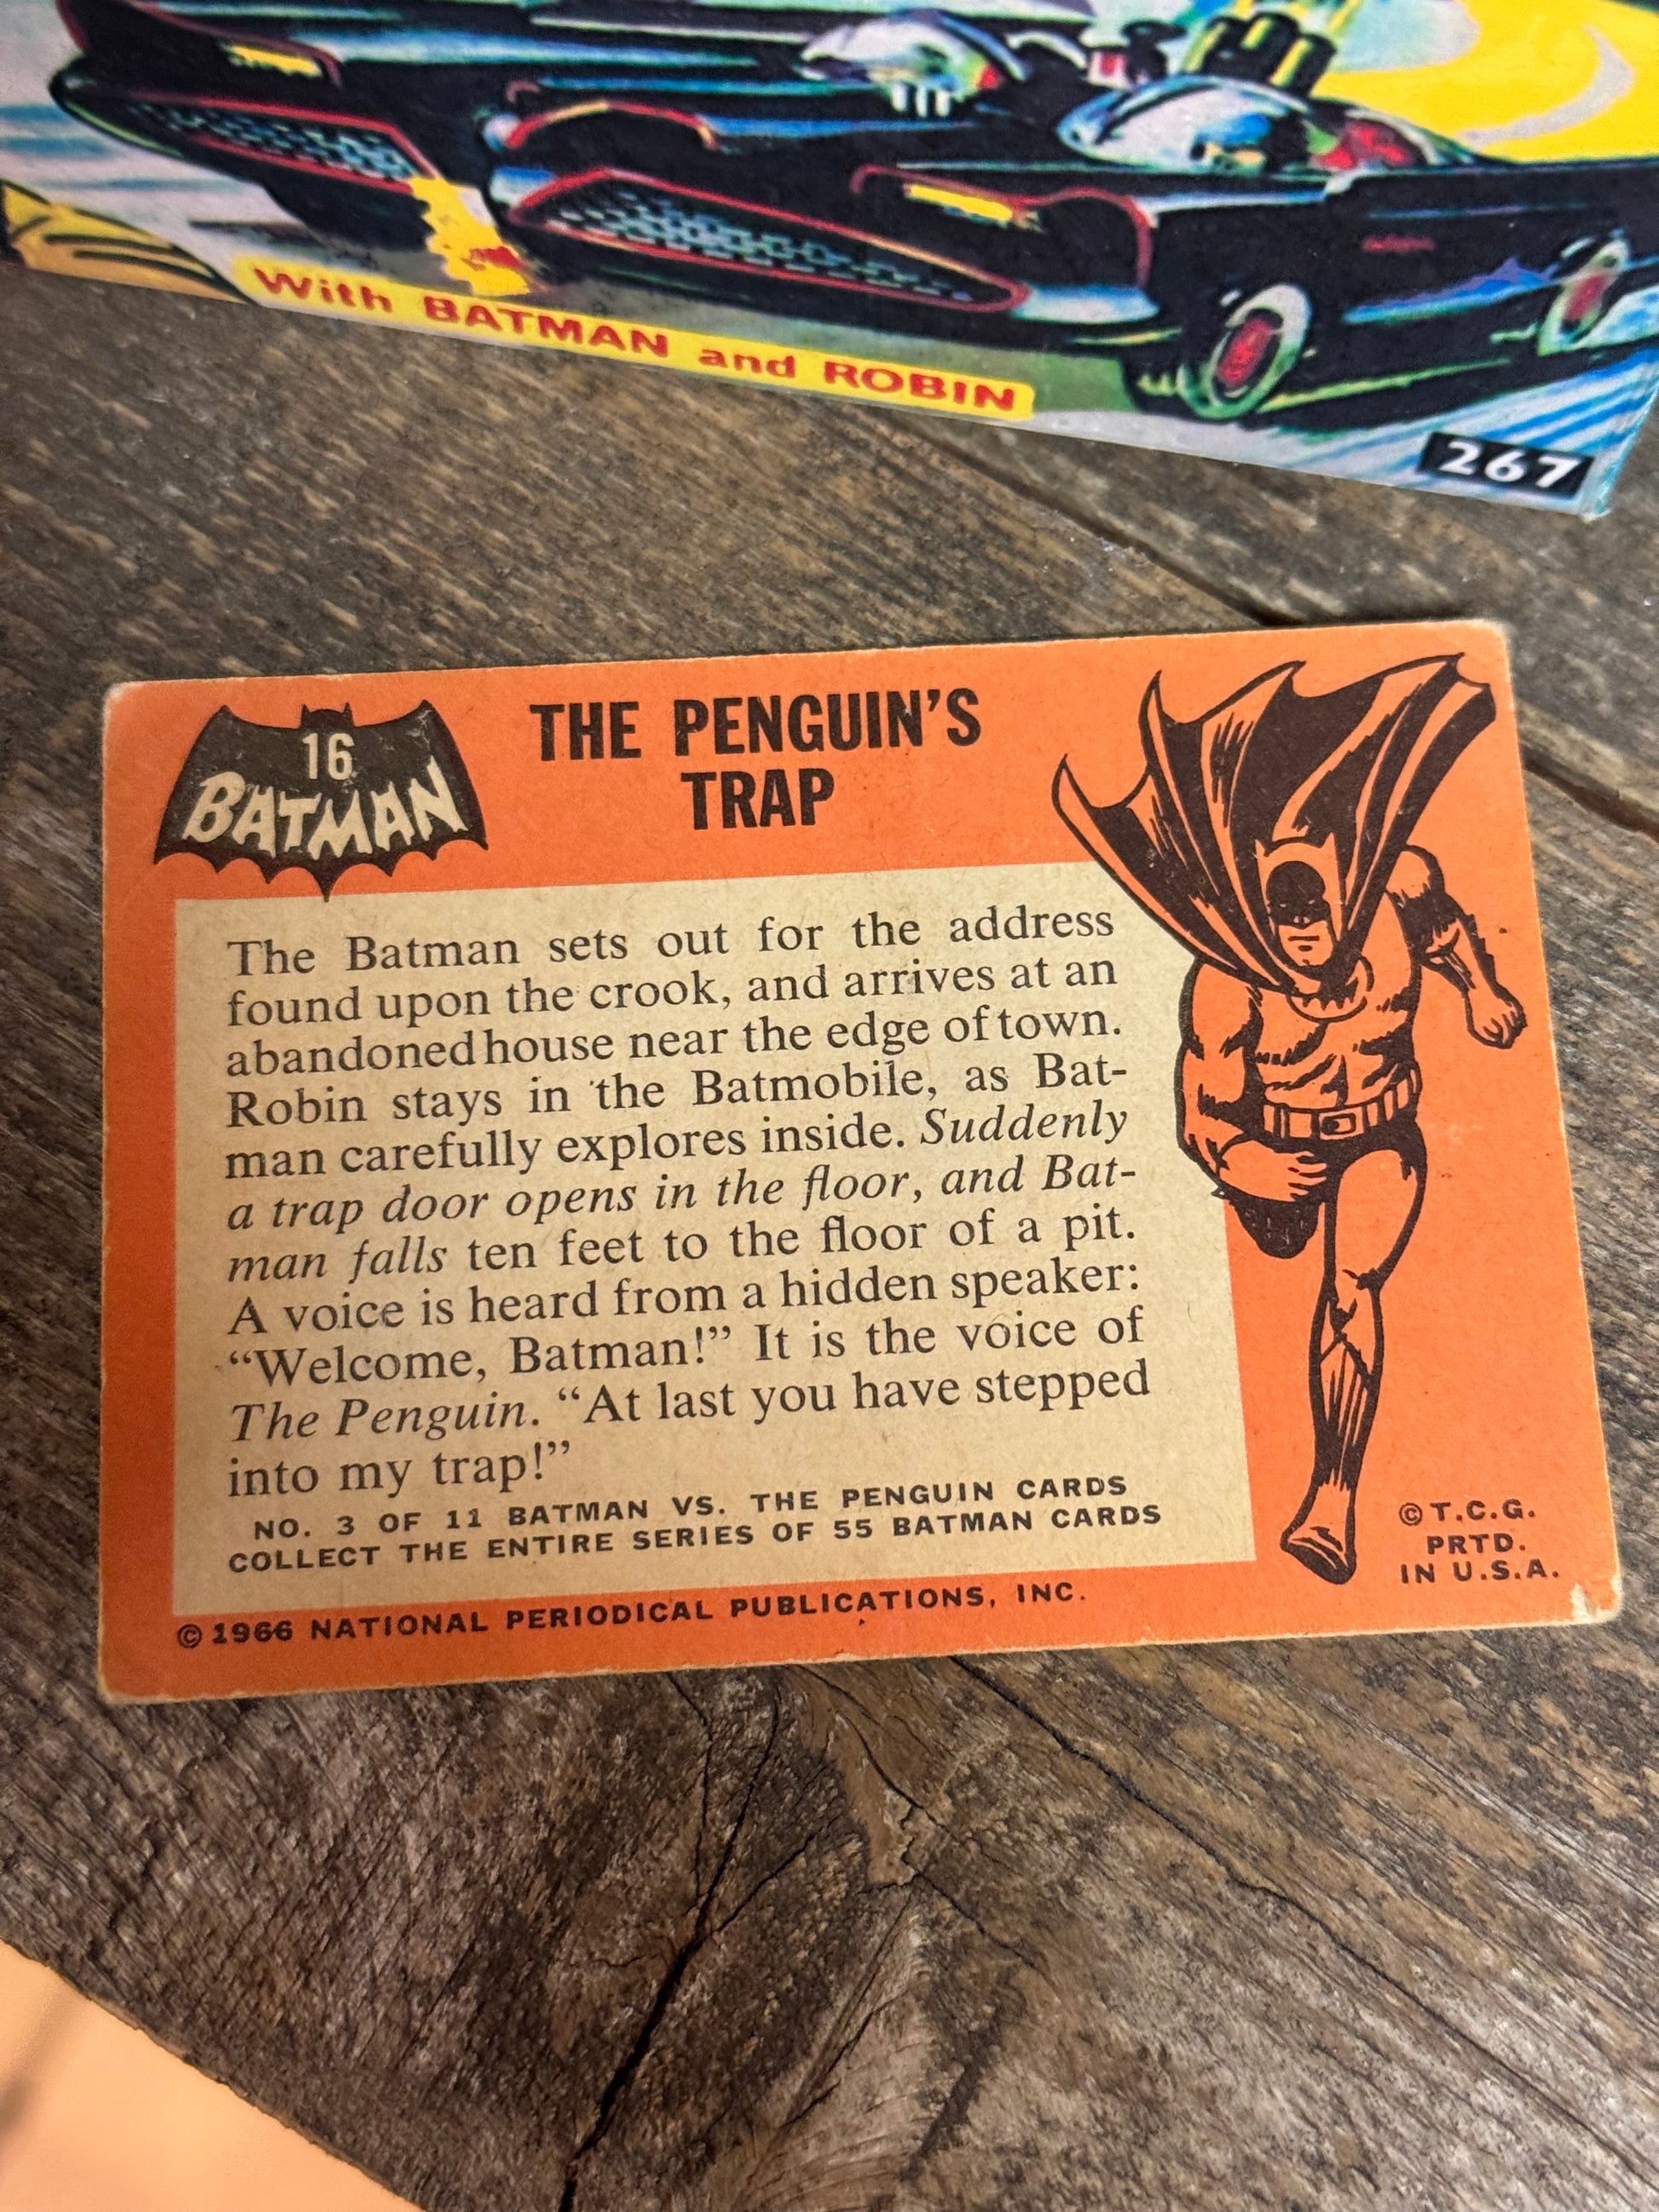 With BATMAN and ROBIN
267
16
BATMAN
THE PENGUIN'S
TRAP
The Batman sets out for the address
found upon the crook, and arrives at an
abandoned house near the edge of town.
Robin stays in the Batmobile, as Bat-
man carefully explores inside. Suddenly
a trap door opens in the floor, and Bat-
man falls ten feet to the floor of a pit.
A voice is heard from a hidden speaker:
“Welcome, Batman!” It is the voice of
The Penguin. “At last you have stepped
into my trap!”
NO. 3 OF 11 BATMAN VS. THE PENGUIN CARDS
COLLECT THE ENTIRE SERIES OF 55 BATMAN CARDS
© T.C.G.
PRTD.
IN U.S.A.
© 1966 NATIONAL PERIODICAL PUBLICATIONS, INC.